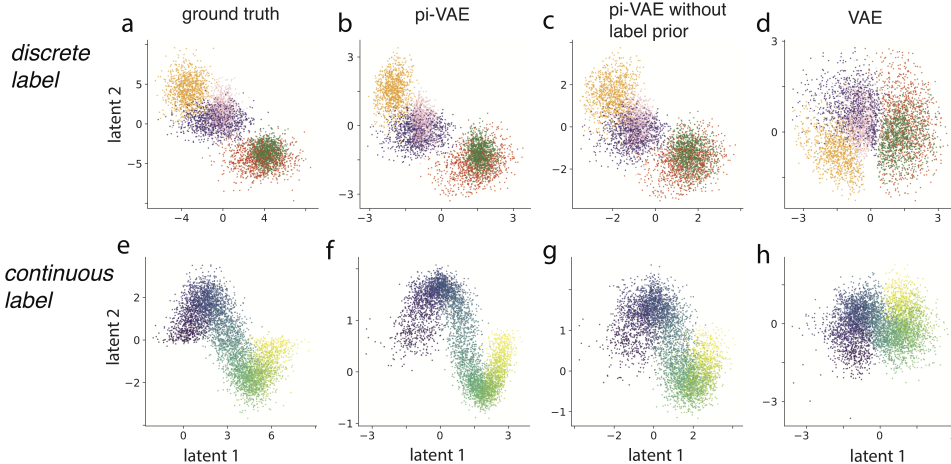 ground truth
pi-VAE
pi-VAE without
label prior
VAE
discrete
label
a
b
c
d
latent 2
5
0
−5
−4
0
4
3
0
−3
−3
0
3
2
0
−2
−2
0
2
3
0
−3
−3
0
3
continuous
label
e
f
g
h
latent 2
2
0
−2
0
3
6
1
0
−1
−3
0
3
1
0
−1
−2
0
2
0
−3
−3
0
latent 1
latent 1
latent 1
latent 1